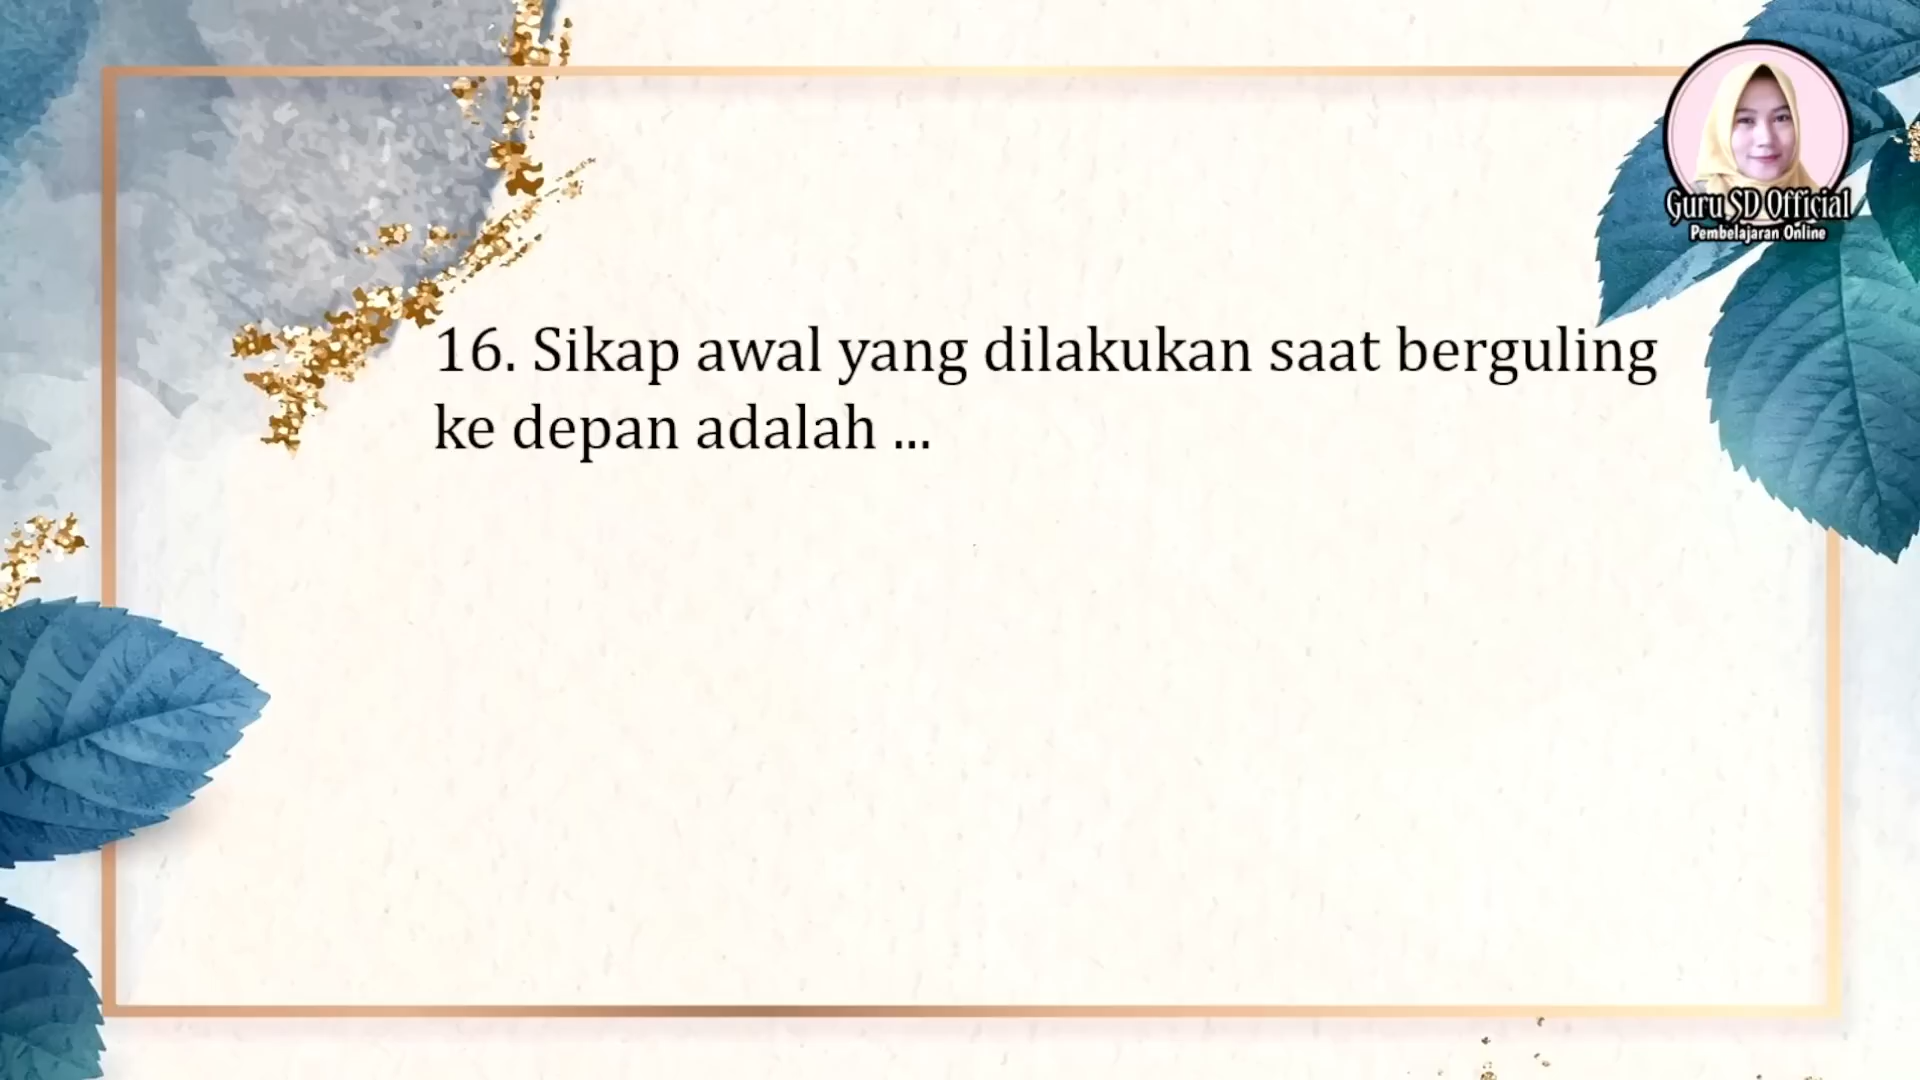 Guru SD Official
Pembelajaran Online
16. Sikap awal yang dilakukan saat berguling
ke depan adalah ...